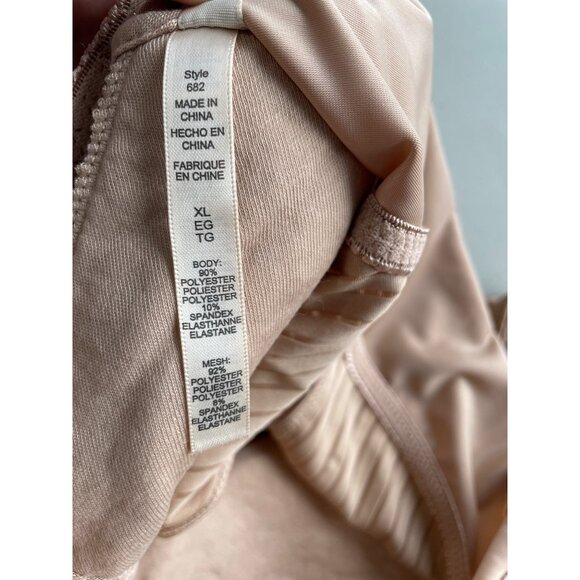 Style
682
MADE IN
CHINA
HECHO EN
CHINA
FABRIQUE
EN CHINE
XL
EG
TG
BODY:
90%
POLYESTER
POLIESTER
POLYESTER
10%
SPANDEX
ELASTHANNE
ELASTANE
MESH:
92%
POLYESTER
POLIESTER
POLYESTER
8%
SPANDEX
ELASTHANNE
ELASTANE